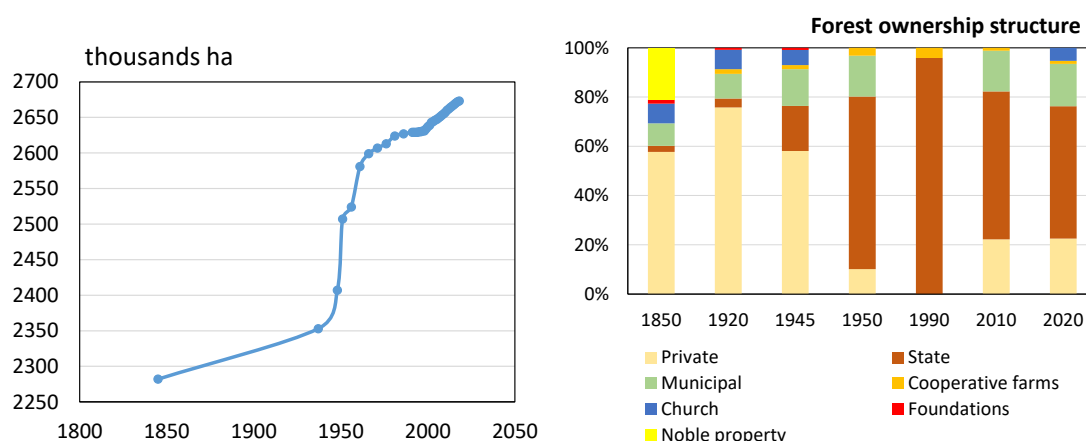 thousands ha
2700
2650
2600
2550
2500
2450
2400
2350
2300
2250
1800 1850 1900 1950 2000 2050
Forest ownership structure
100%
80%
60%
40%
20%
0%
1850 1920 1945 1950 1990 2010 2020
Private State
Municipal Cooperative farms
Church Foundations
Noble property